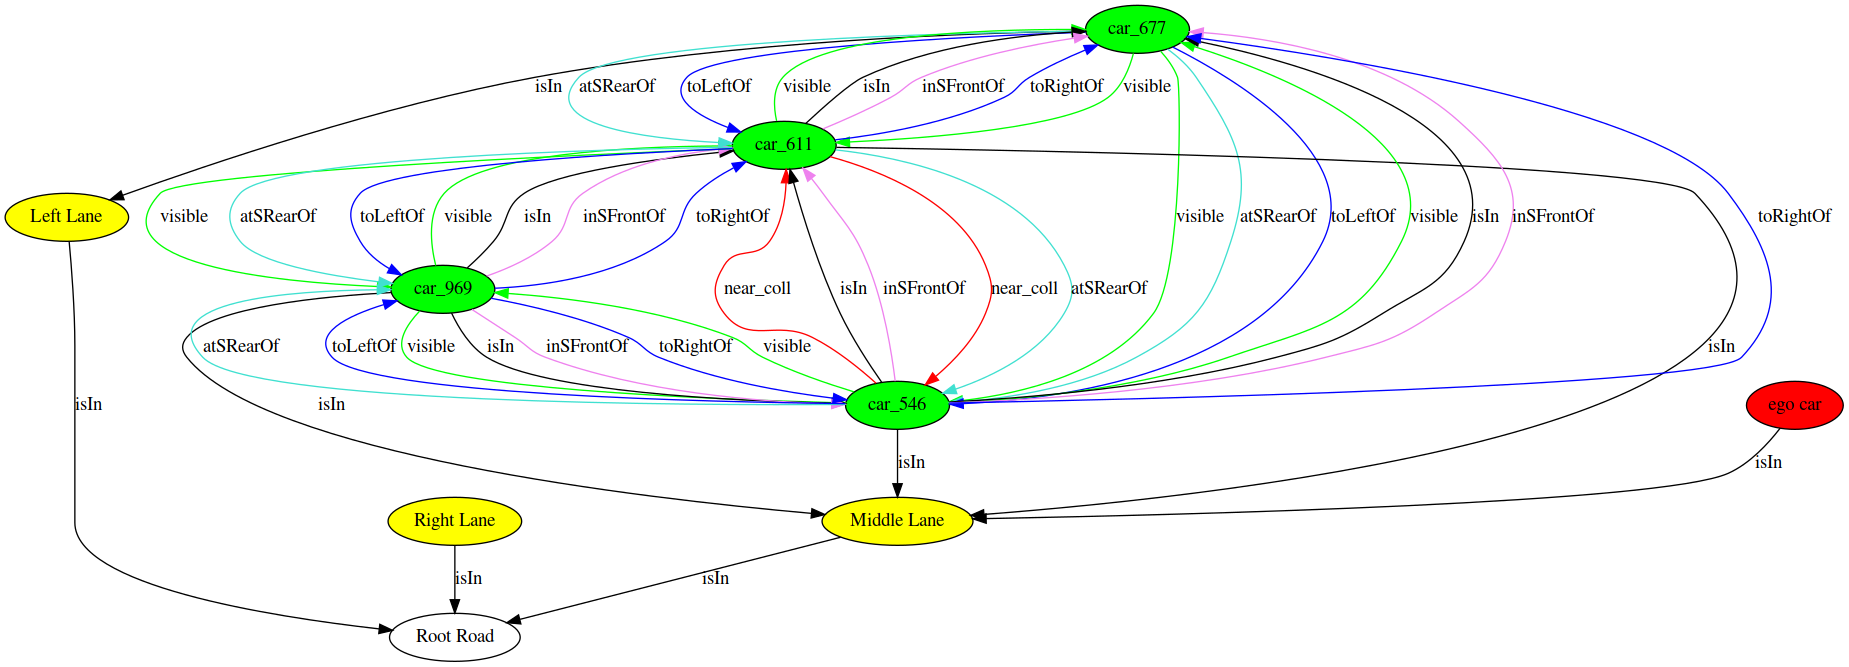 car_677
isIn
atSRearOf
toLeftOf
visible
isIn
inSFrontOf
toRightOf
visible
car_611
Left Lane
visible
atSRearOf
toLeftOf
visible
isIn
inSFrontOf
toRightOf
visible
atSRearOf
toLeftOf
visible
isIn
inSFrontOf
toRightOf
car_969
near_coll
isIn
inSFrontOf
near_coll
atSRearOf
atSRearOf
toLeftOf
visible
isIn
inSFrontOf
toRightOf
visible
isIn
isIn
isIn
car_546
ego car
isIn
isIn
Right Lane
Middle Lane
isIn
isIn
Root Road